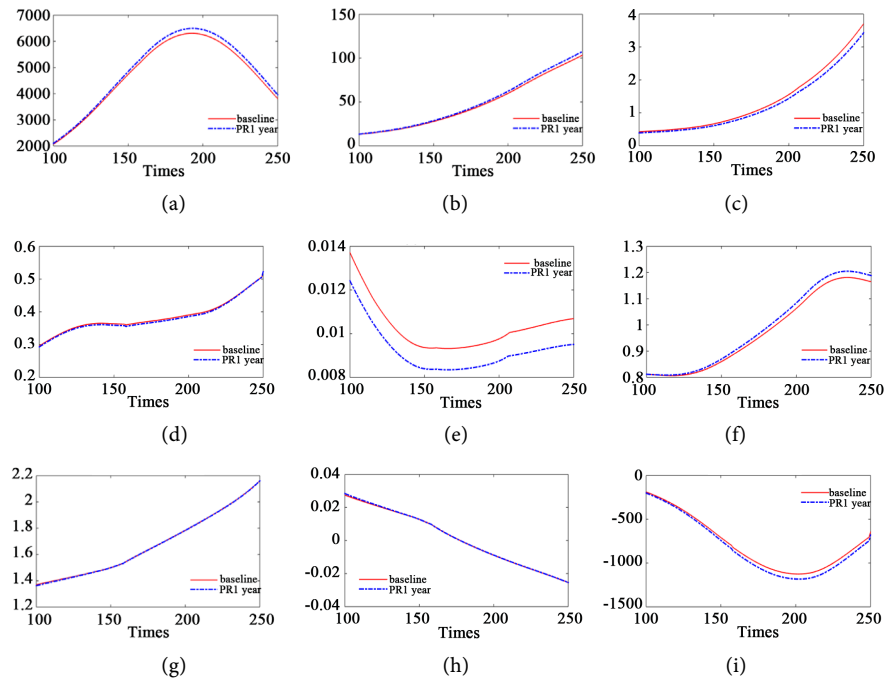 7000
6000
5000
4000
3000
2000
100 150 200 250
baseline
PR1 year
Times
(a)
150
100
50
0
100 150 200 250
baseline
PR1 year
Times
(b)
4
3
2
1
0
100 150 200 250
baseline
PR1 year
Times
(c)
0.6
0.5
0.4
0.3
0.2
100 150 200 250
baseline
PR1 year
Times
(d)
0.014
0.012
0.01
0.008
100 150 200 250
baseline
PR1 year
Times
(e)
1.3
1.2
1.1
1
0.9
0.8
100 150 200 250
baseline
PR1 year
Times
(f)
2.2
2
1.8
1.6
1.4
1.2
100 150 200 250
baseline
PR1 year
Times
(g)
0.04
0.02
0
-0.02
-0.04
100 150 200 250
baseline
PR1 year
Times
(h)
0
-500
-1000
-1500
100 150 200 250
baseline
PR1 year
Times
(i)